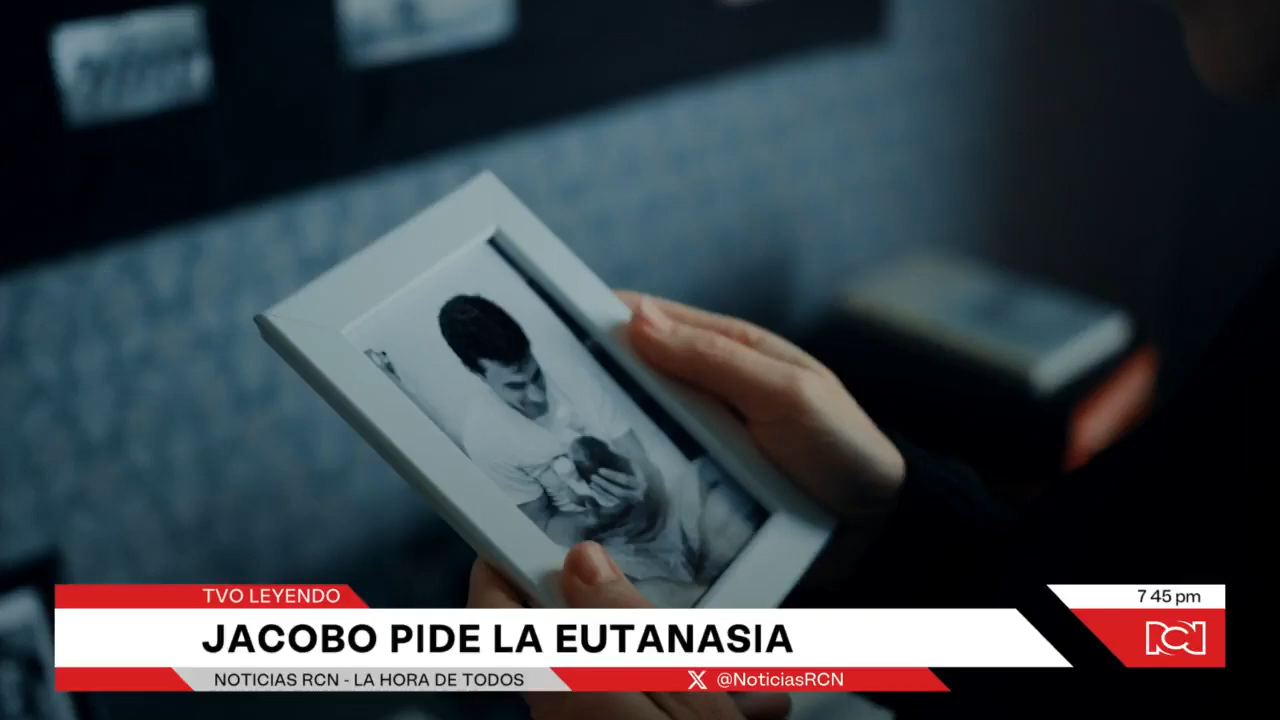 TVO LEYENDO
7 45 pm
JACOBO PIDE LA EUTANASIA
RCN
NOTICIAS RCN - LA HORA DE TODOS
X @NoticiasRCN